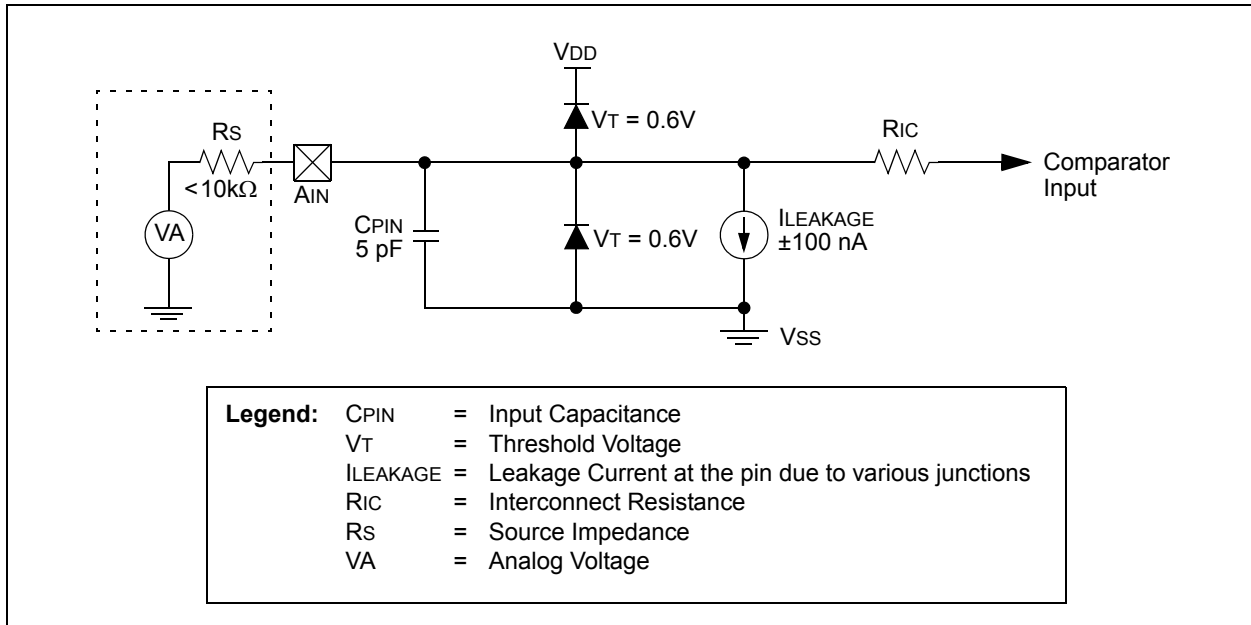 VDD
VT = 0.6V
RIC
RS
<10kΩ
AIN
Comparator
Input
VA
CPIN
5 pF
VT = 0.6V
ILEAKAGE
±100 nA
VSS
Legend: CPIN = Input Capacitance
VT = Threshold Voltage
ILEAKAGE = Leakage Current at the pin due to various junctions
RIC = Interconnect Resistance
RS = Source Impedance
VA = Analog Voltage